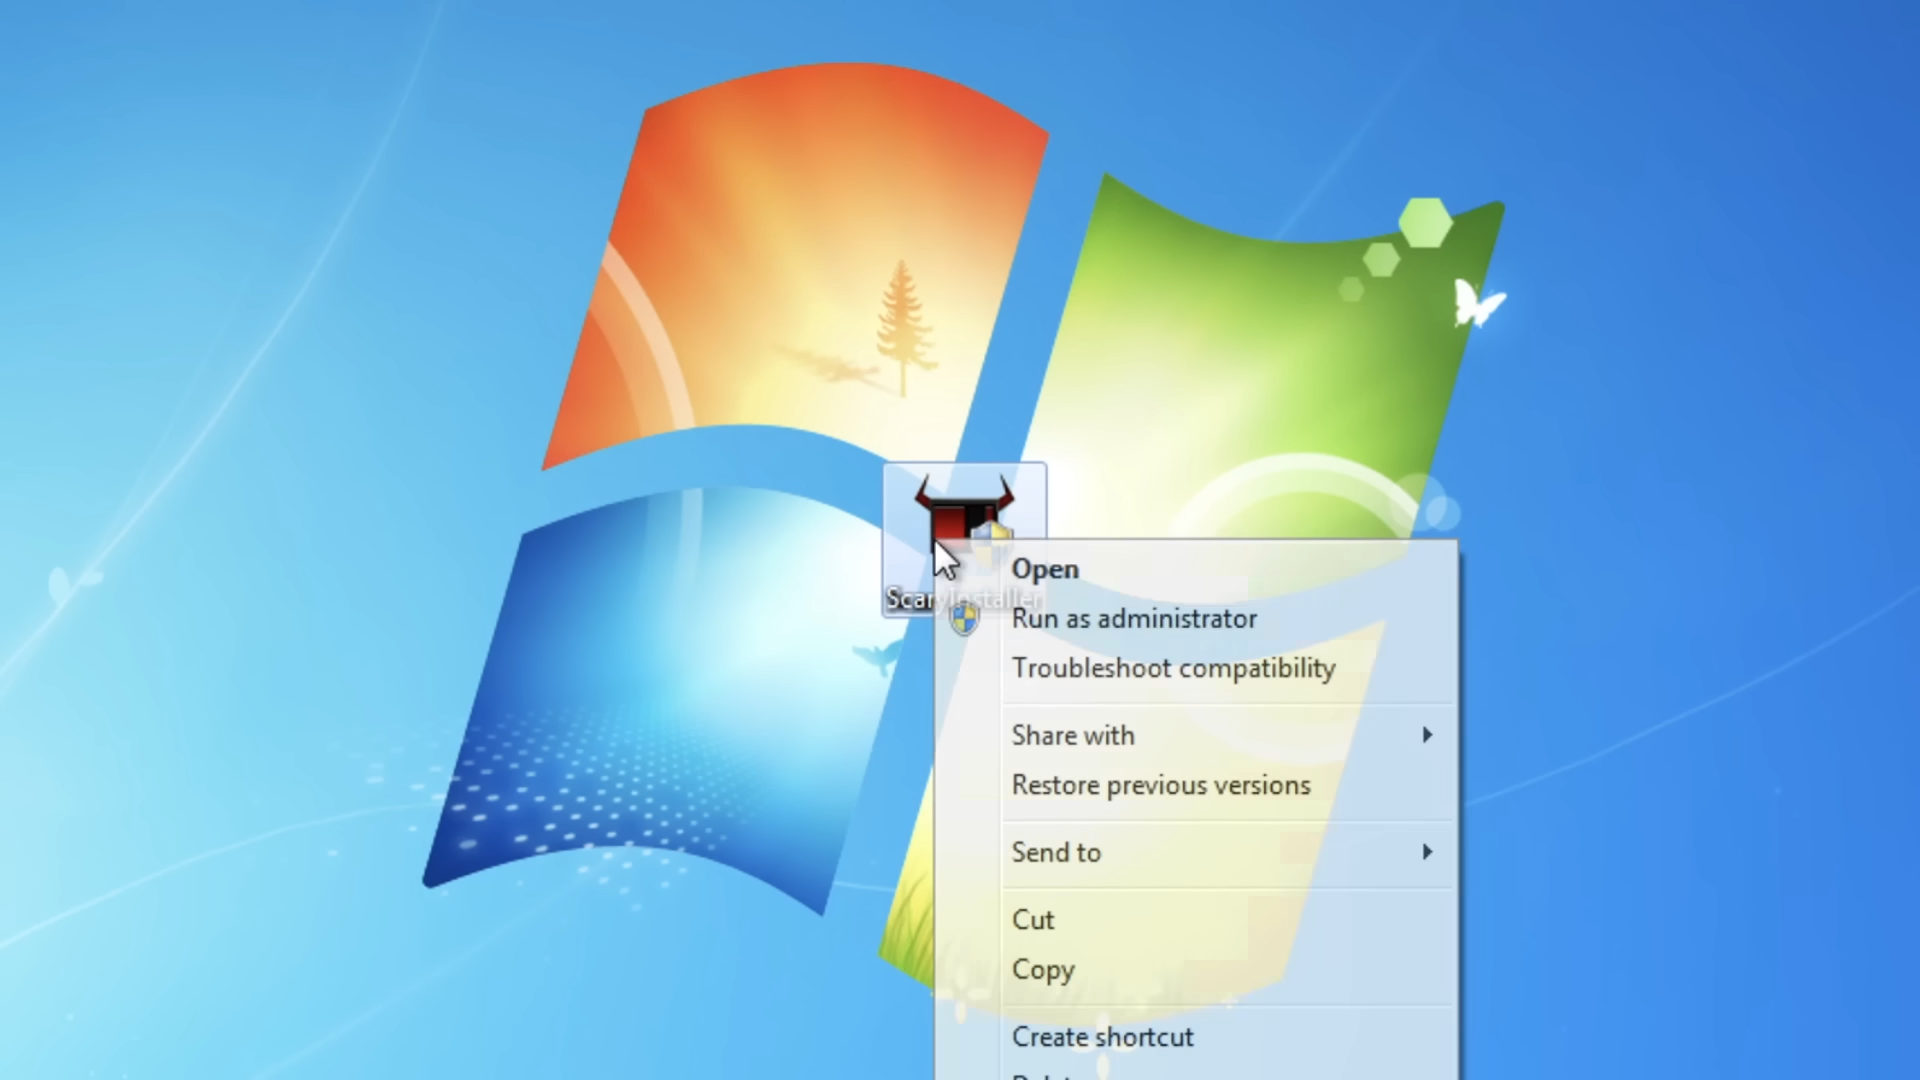 ScaryInstaller
Open
Run as administrator
Troubleshoot compatibility
Share with
Restore previous versions
Send to
Cut
Copy
Create shortcut